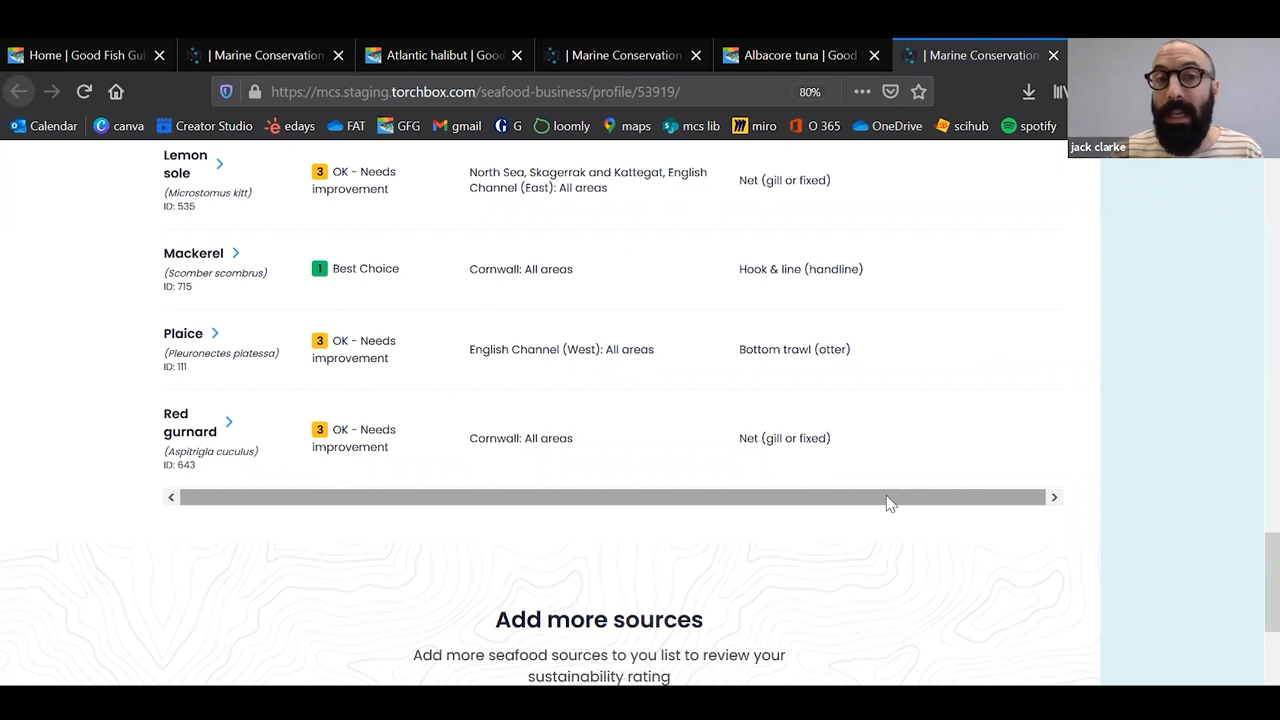 Home | Good Fish Gui
| Marine Conservation
Atlantic halibut | Good
| Marine Conservation
Albacore tuna | Good
| Marine Conservation
https://mcs.staging.torchbox.com/seafood-business/profile/53919/
80%
Calendar
canva
Creator Studio
edays
FAT
GFG
gmail
G
loomly
maps
mcs lib
miro
O 365
OneDrive
scihub
spotify
jack clarke
Lemon
sole
(Microstomus kitt)
ID: 535
3 OK - Needs
improvement
North Sea, Skagerrak and Kattegat, English
Channel (East): All areas
Net (gill or fixed)
Mackerel
(Scomber scombrus)
ID: 715
1 Best Choice
Cornwall: All areas
Hook & line (handline)
Plaice
(Pleuronectes platessa)
ID: 111
3 OK - Needs
improvement
English Channel (West): All areas
Bottom trawl (otter)
Red
gurnard
(Aspitrigla cuculus)
ID: 643
3 OK - Needs
improvement
Cornwall: All areas
Net (gill or fixed)
Add more sources
Add more seafood sources to you list to review your
sustainability rating